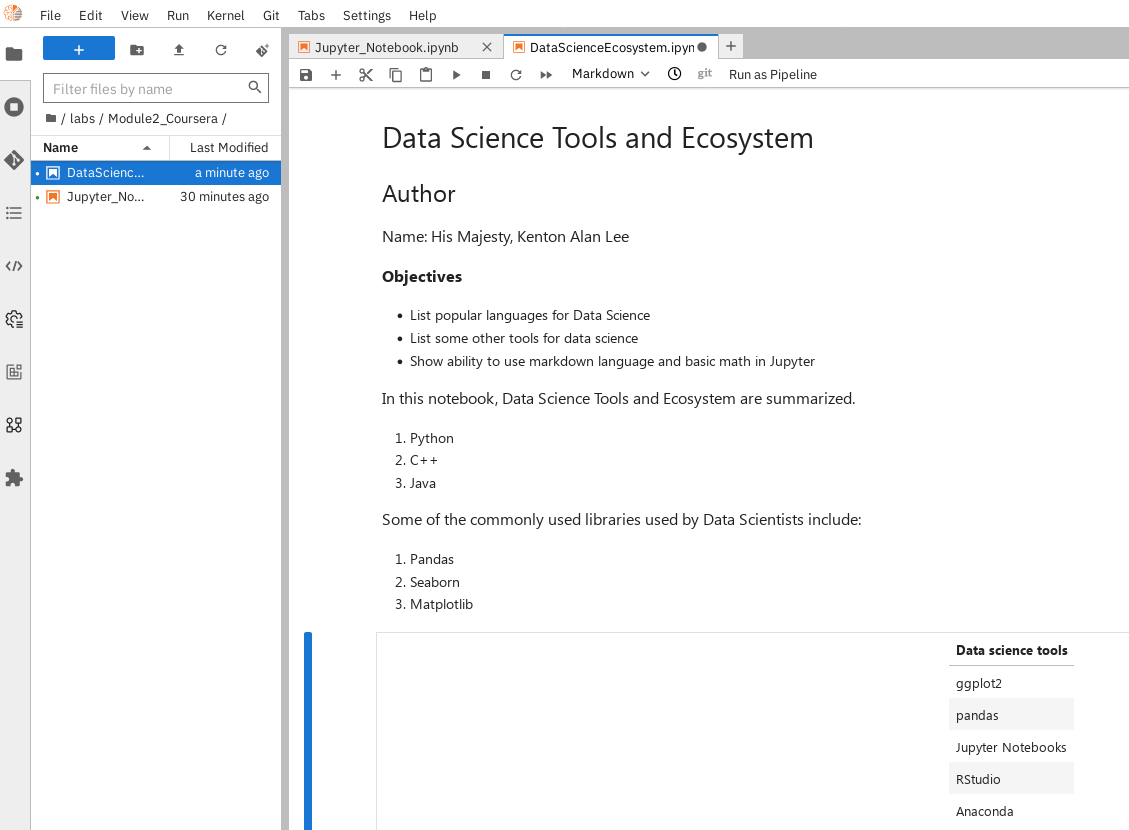 File Edit View Run Kernel Git Tabs Settings Help
+
Filter files by name
/ labs / Module2_Coursera /
Name Last Modified
DataScienc... a minute ago
Jupyter_No... 30 minutes ago
Jupyter_Notebook.ipynb
DataScienceEcosystem.ipyn
+
Markdown
git
Run as Pipeline
Data Science Tools and Ecosystem
Author
Name: His Majesty, Kenton Alan Lee
Objectives
• List popular languages for Data Science
• List some other tools for data science
• Show ability to use markdown language and basic math in Jupyter
In this notebook, Data Science Tools and Ecosystem are summarized.
1. Python
2. C++
3. Java
Some of the commonly used libraries used by Data Scientists include:
1. Pandas
2. Seaborn
3. Matplotlib
Data science tools
ggplot2
pandas
Jupyter Notebooks
RStudio
Anaconda